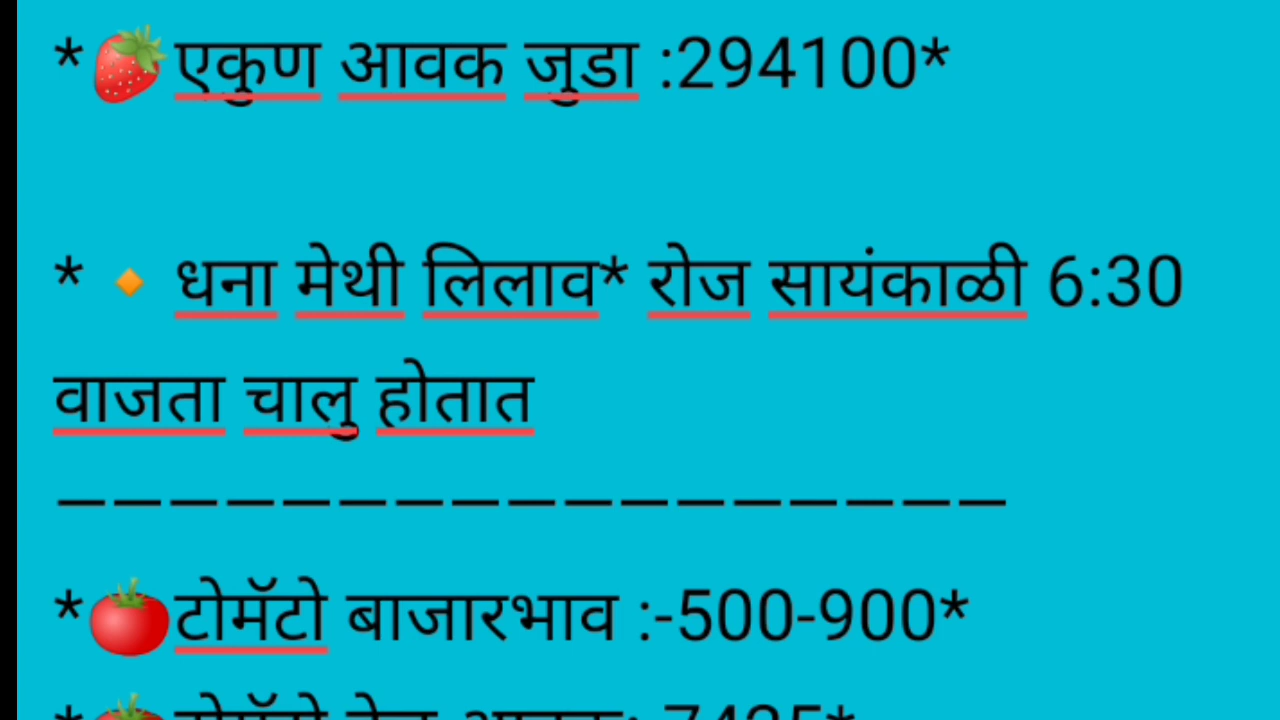 *🍓एकुण आवक जुडा :294100*
*🔸धना मेथी लिलाव* रोज सायंकाळी 6:30
वाजता चालु होतात
—————————————————
*🍅टोमॅटो बाजारभाव :-500-900*
*🍅टोमॅटो